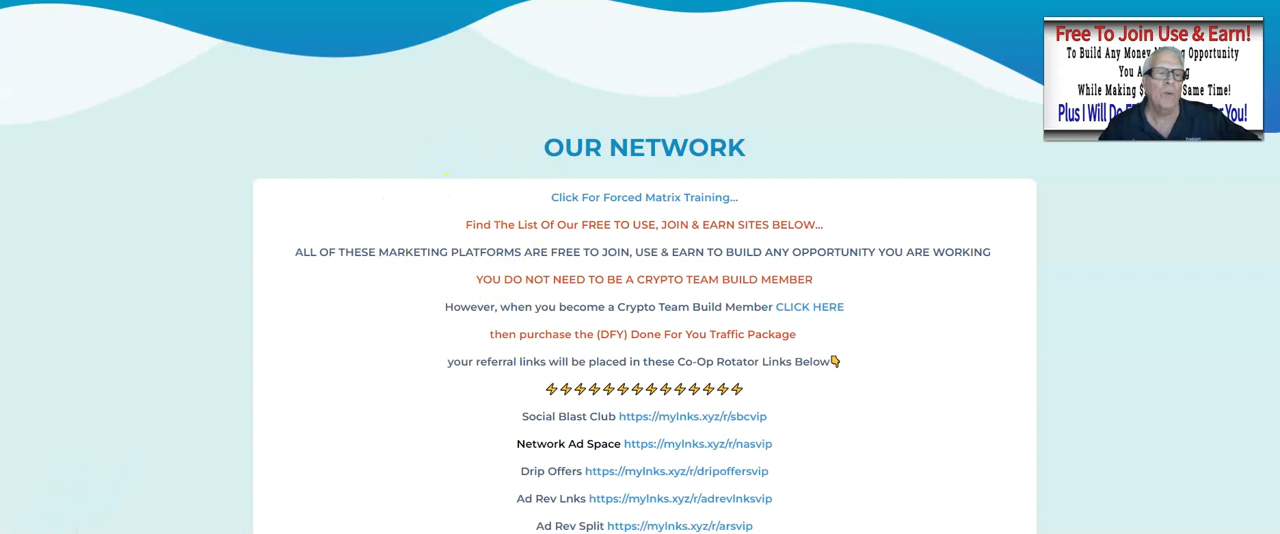 Free To Join Use & Earn!
To Build Any Money Opportunity
You
While Making Same Time!
Plus I Will Do For You!
OUR NETWORK
Click For Forced Matrix Training...
Find The List Of Our FREE TO USE, JOIN & EARN SITES BELOW...
ALL OF THESE MARKETING PLATFORMS ARE FREE TO JOIN, USE & EARN TO BUILD ANY OPPORTUNITY YOU ARE WORKING
YOU DO NOT NEED TO BE A CRYPTO TEAM BUILD MEMBER
However, when you become a Crypto Team Build Member CLICK HERE
then purchase the (DFY) Done For You Traffic Package
your referral links will be placed in these Co-Op Rotator Links Below👇
⚡⚡⚡⚡⚡⚡⚡⚡⚡⚡⚡⚡⚡⚡
Social Blast Club https://mylnks.xyz/r/sbcvip
Network Ad Space https://mylnks.xyz/r/nasvip
Drip Offers https://mylnks.xyz/r/dripoffersvip
Ad Rev Lnks https://mylnks.xyz/r/adrevlnksvip
Ad Rev Split https://mylnks.xyz/r/arsvip